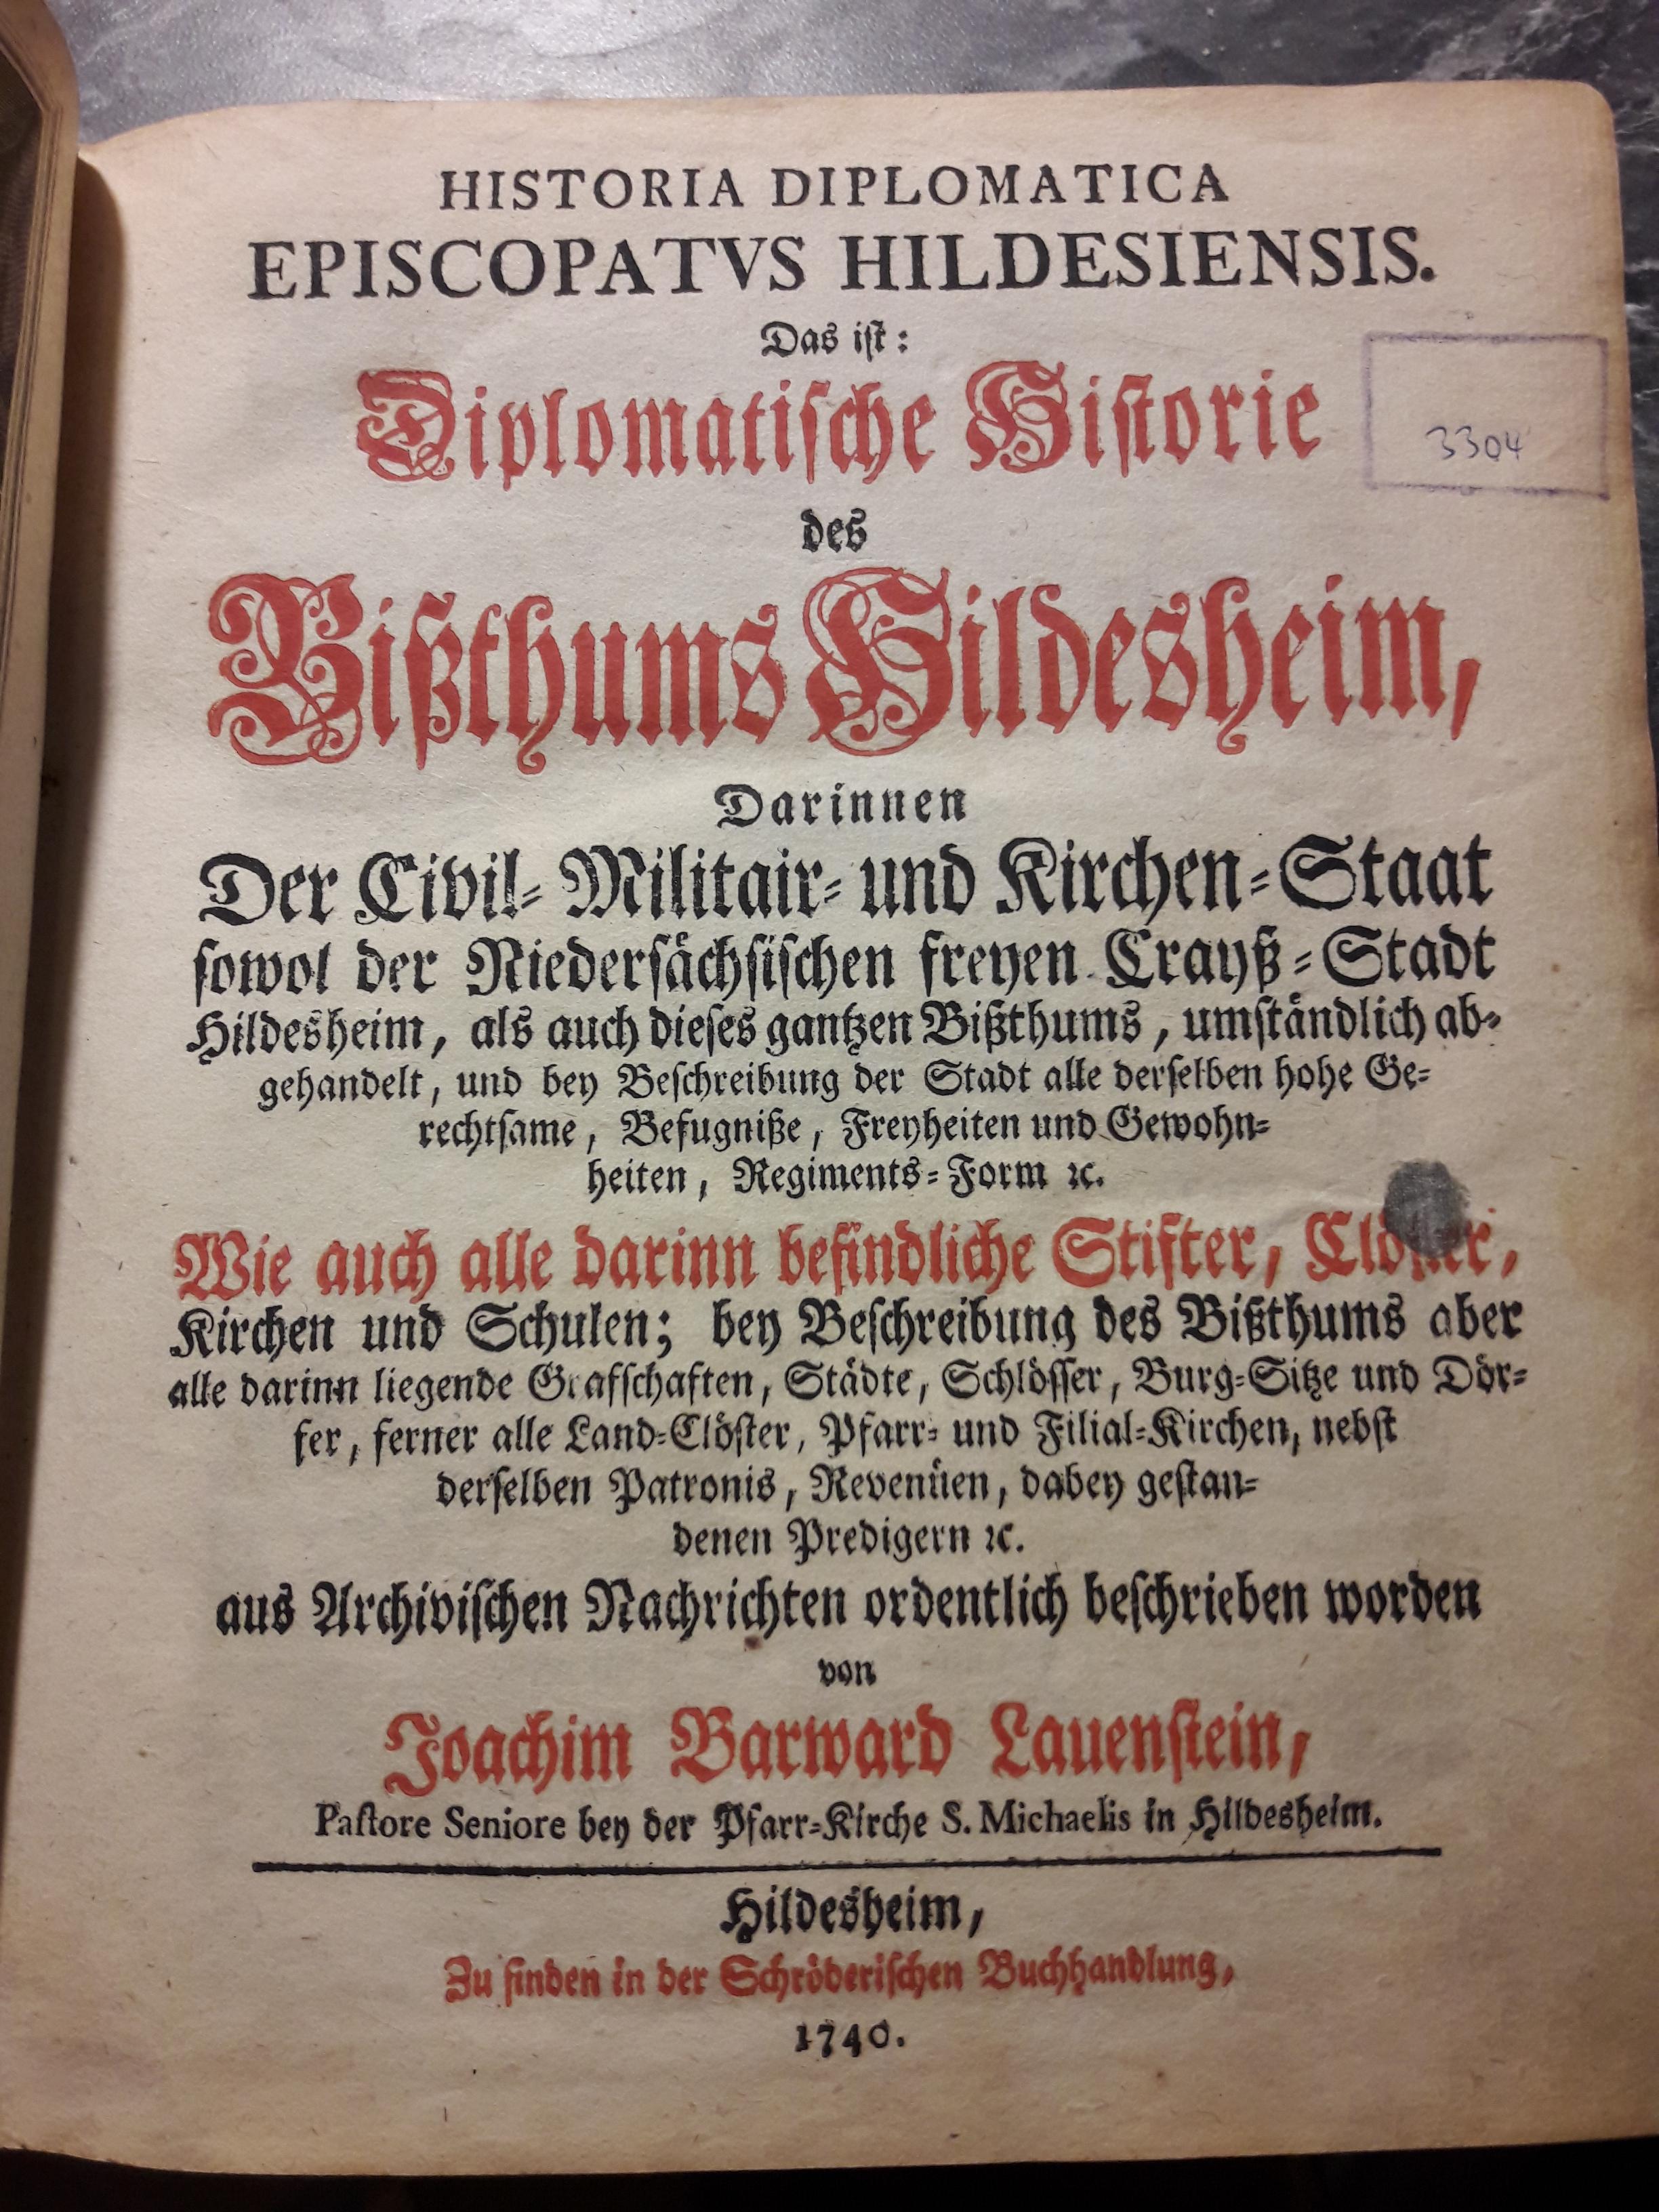 HISTORIA DIPLOMATICA
EPISCOPATVS HILDESIENSIS.
Das iſt:
Diplomatiſche Hiſtorie
3304
des
Bißthums Hildesheim,
Darinnen
Der Civil- Militair- und Kirchen-Staat
ſowol der Niederſächſiſchen freyen Crayß-Stadt
Hildesheim, als auch dieſes gantzen Bißthums, umſtändlich ab-
gehandelt, und bey Beſchreibung der Stadt alle derſelben hohe Ge-
rechtſame, Befugniße, Freyheiten und Gewohn-
heiten, Regiments-Form ꝛc.
Wie auch alle darinn befindliche Stifter, Clöſter,
Kirchen und Schulen; bey Beſchreibung des Bißthums aber
alle darinn liegende Grafſchaften, Städte, Schlöſſer, Burg-Sitze und Dör-
fer, ferner alle Land-Clöſter, Pfarr- und Filial-Kirchen, nebſt
derſelben Patronis, Revenüen, dabey geſtan-
denen Predigern ꝛc.
aus Archiviſchen Nachrichten ordentlich beſchrieben worden
von
Joachim Barward Lauenſtein,
Paſtore Seniore bey der Pfarr-Kirche S. Michaelis in Hildesheim.
Hildesheim,
Zu finden in der Schröderiſchen Buchhandlung,
1740.